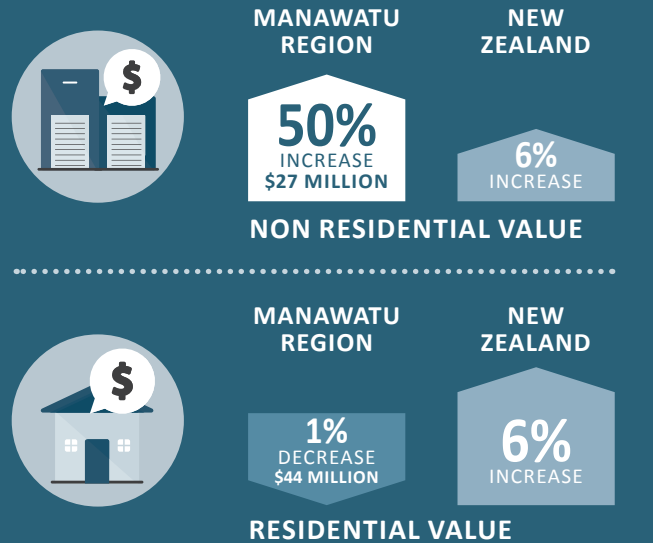 MANAWATU
REGION
NEW
ZEALAND
$
50%
INCREASE
$27 MILLION
6%
INCREASE
NON RESIDENTIAL VALUE
MANAWATU
REGION
NEW
ZEALAND
$
1%
DECREASE
$44 MILLION
6%
INCREASE
RESIDENTIAL VALUE